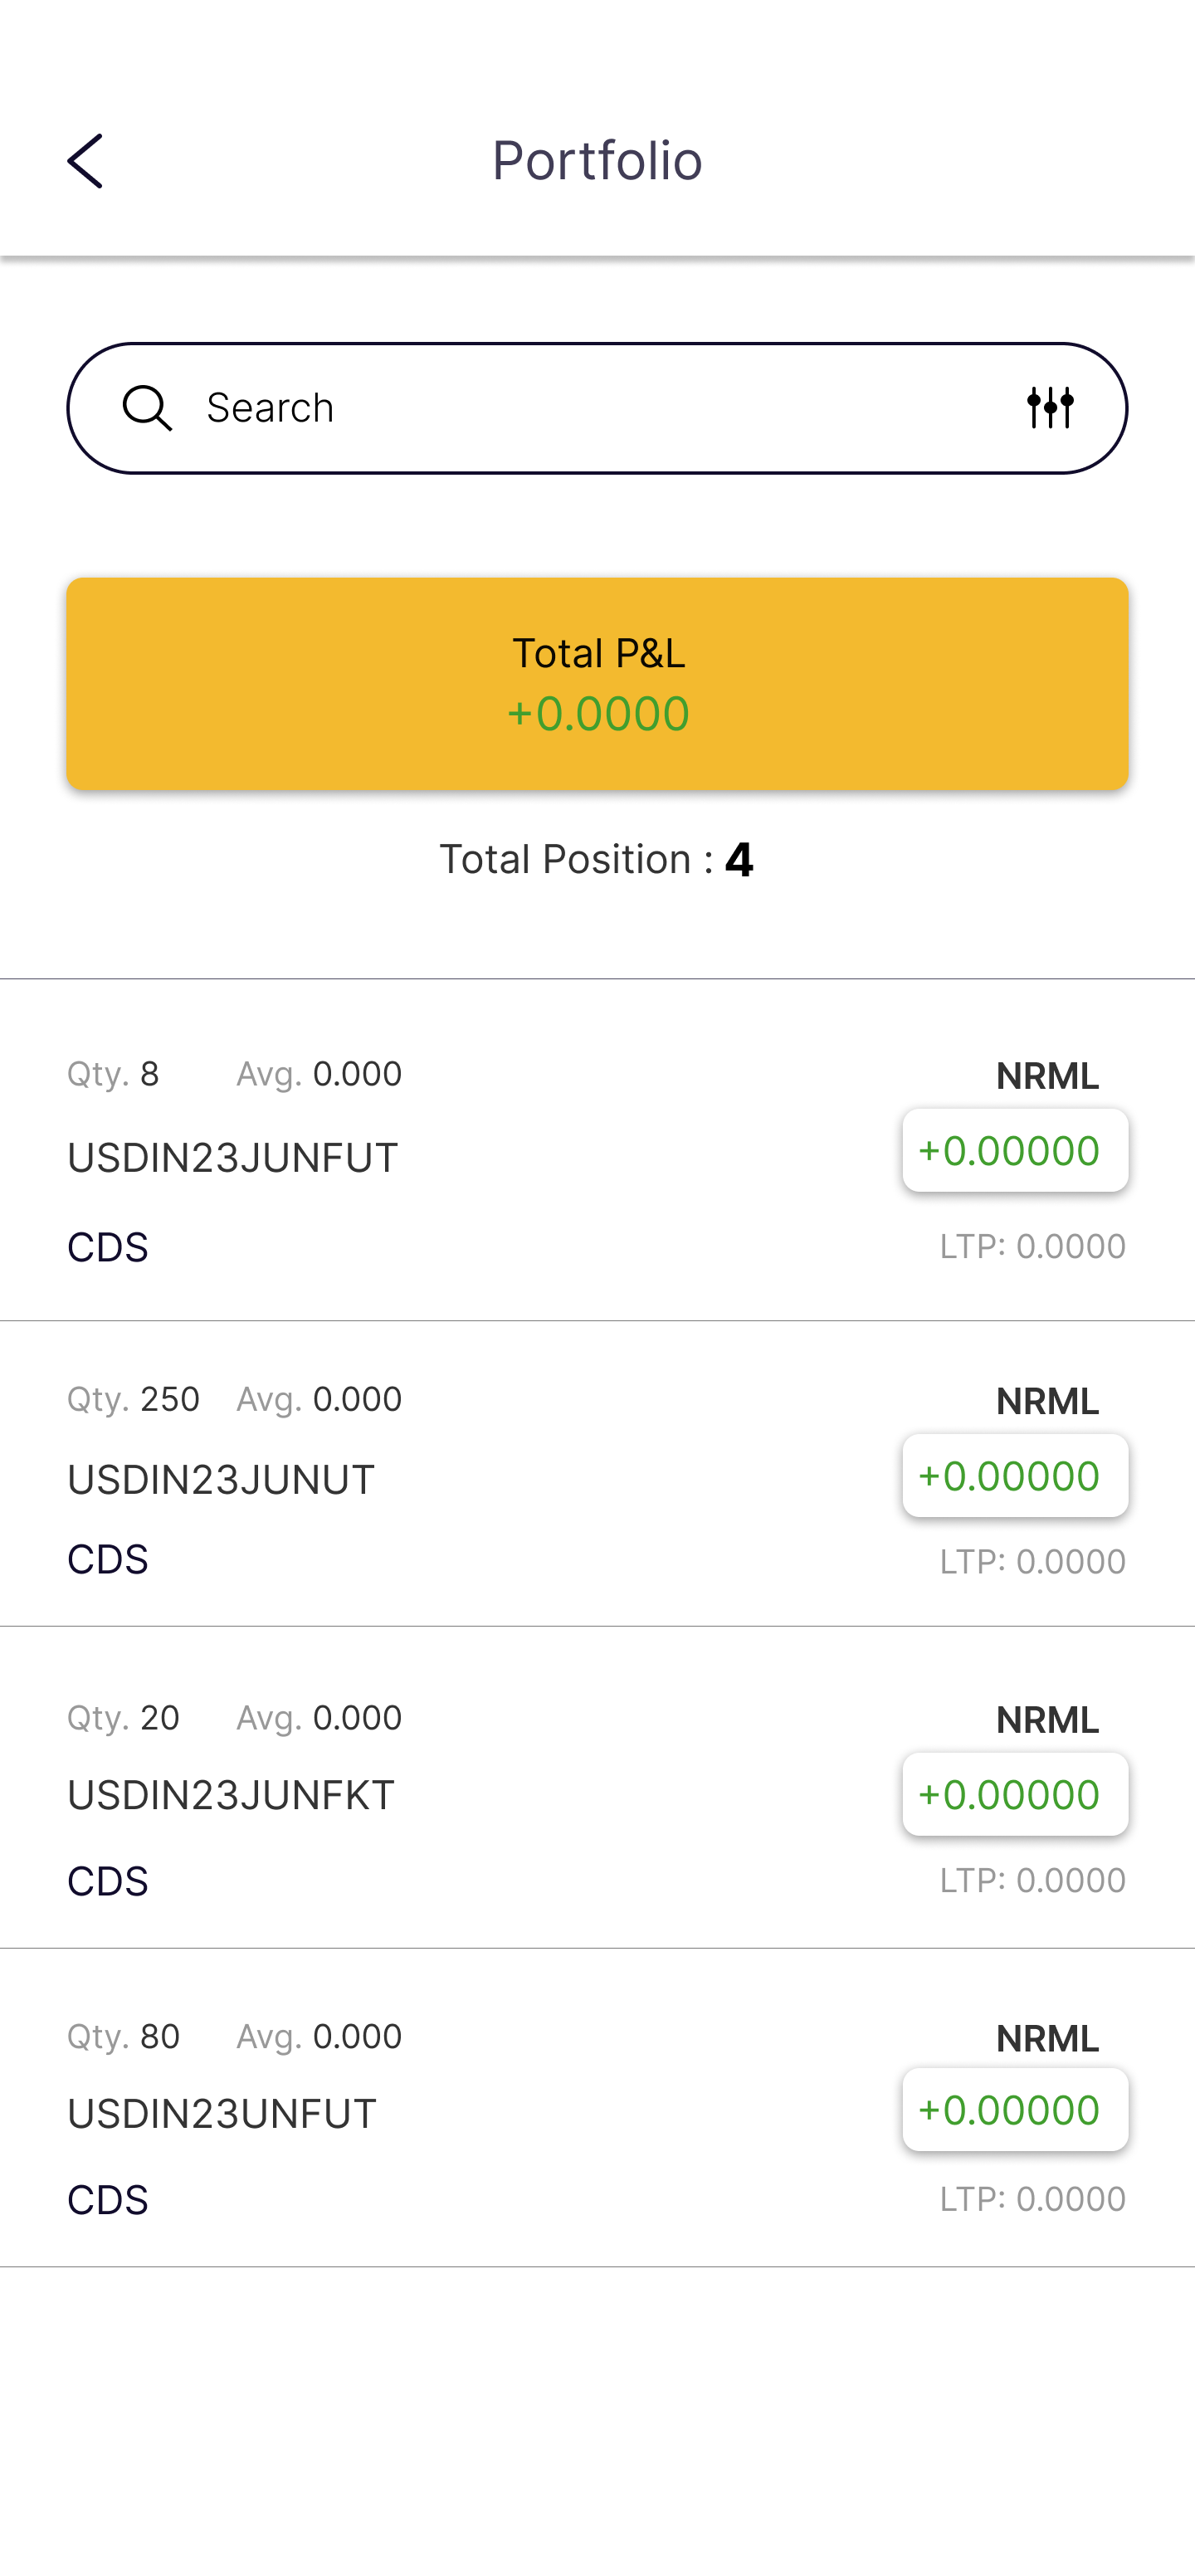 Portfolio
Search
Total P&L
+0.0000
Total Position : 4
Qty. 8 Avg. 0.000 NRML
USDIN23JUNFUT +0.00000
CDS LTP: 0.0000
Qty. 250 Avg. 0.000 NRML
USDIN23JUNUT +0.00000
CDS LTP: 0.0000
Qty. 20 Avg. 0.000 NRML
USDIN23JUNFKT +0.00000
CDS LTP: 0.0000
Qty. 80 Avg. 0.000 NRML
USDIN23UNFUT +0.00000
CDS LTP: 0.0000